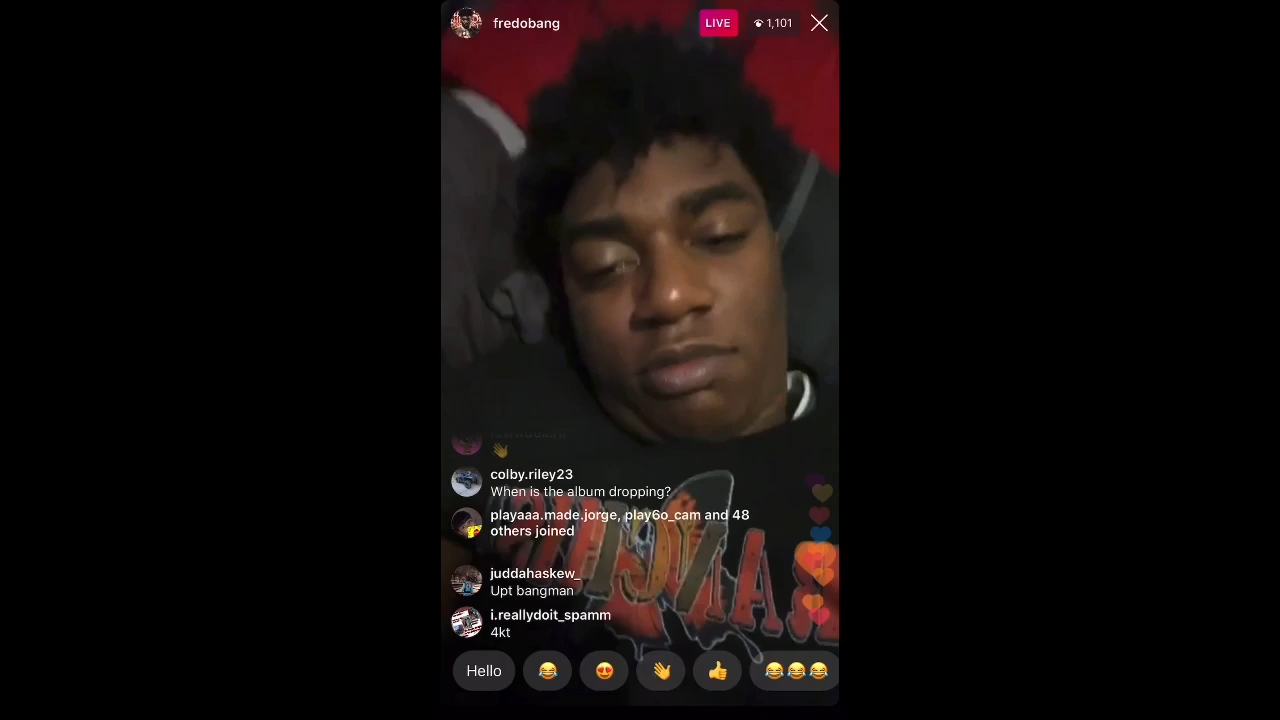 fredobang
LIVE
1,101
colby.riley23
When is the album dropping?
playaaa.made.jorge, play6o_cam and 48
others joined
juddahaskew_
Upt bangman
i.reallydoit_spamm
4kt
Hello